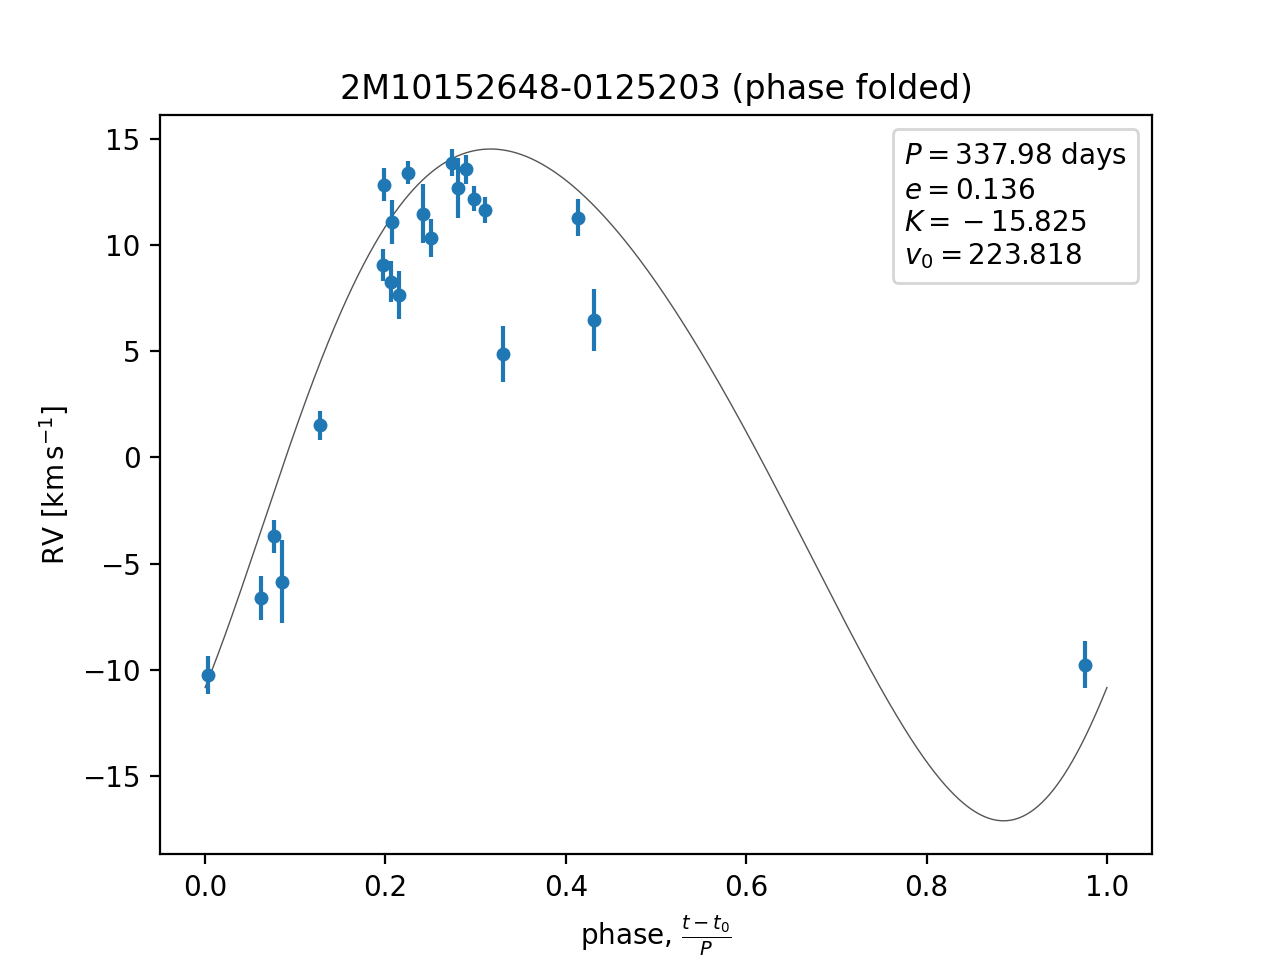 2M10152648-0125203 (phase folded)
P = 337.98 days
e = 0.136
K = −15.825
v₀ = 223.818
15
10
5
0
−5
−10
−15
RV [km s⁻¹]
0.0 0.2 0.4 0.6 0.8 1.0
phase, (t − t₀)/P